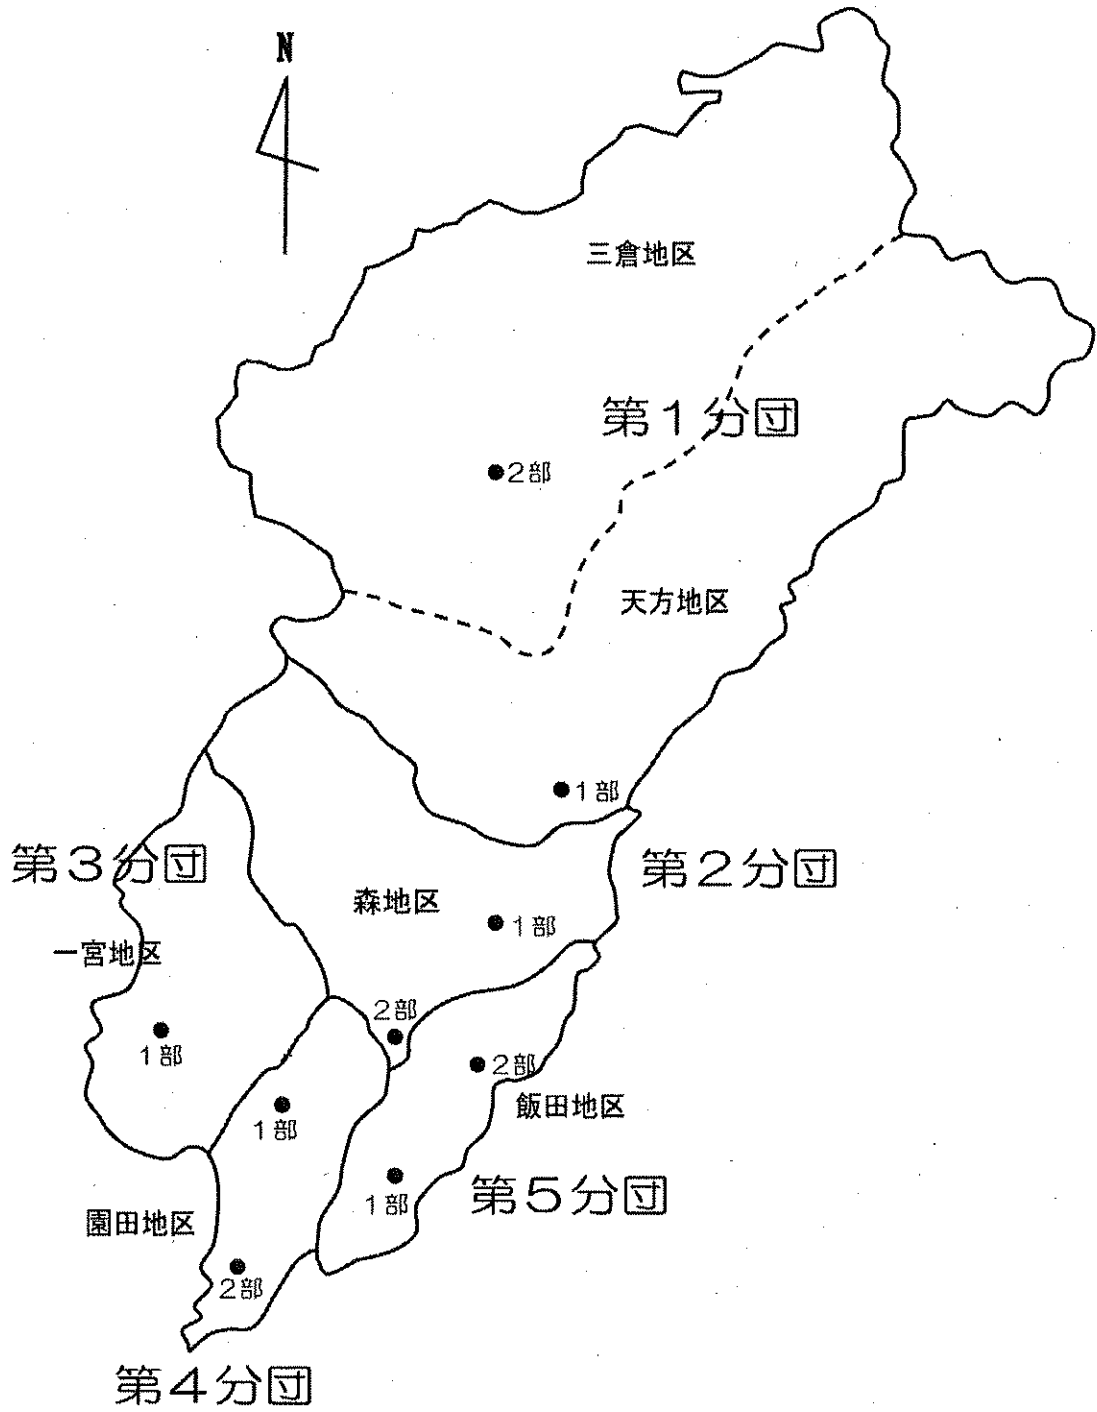 N
三倉地区
第1分団
2部
天方地区
1部
第3分団
第2分団
森地区
1部
一宮地区
2部
1部
2部
飯田地区
1部
第5分団
1部
園田地区
2部
第4分団